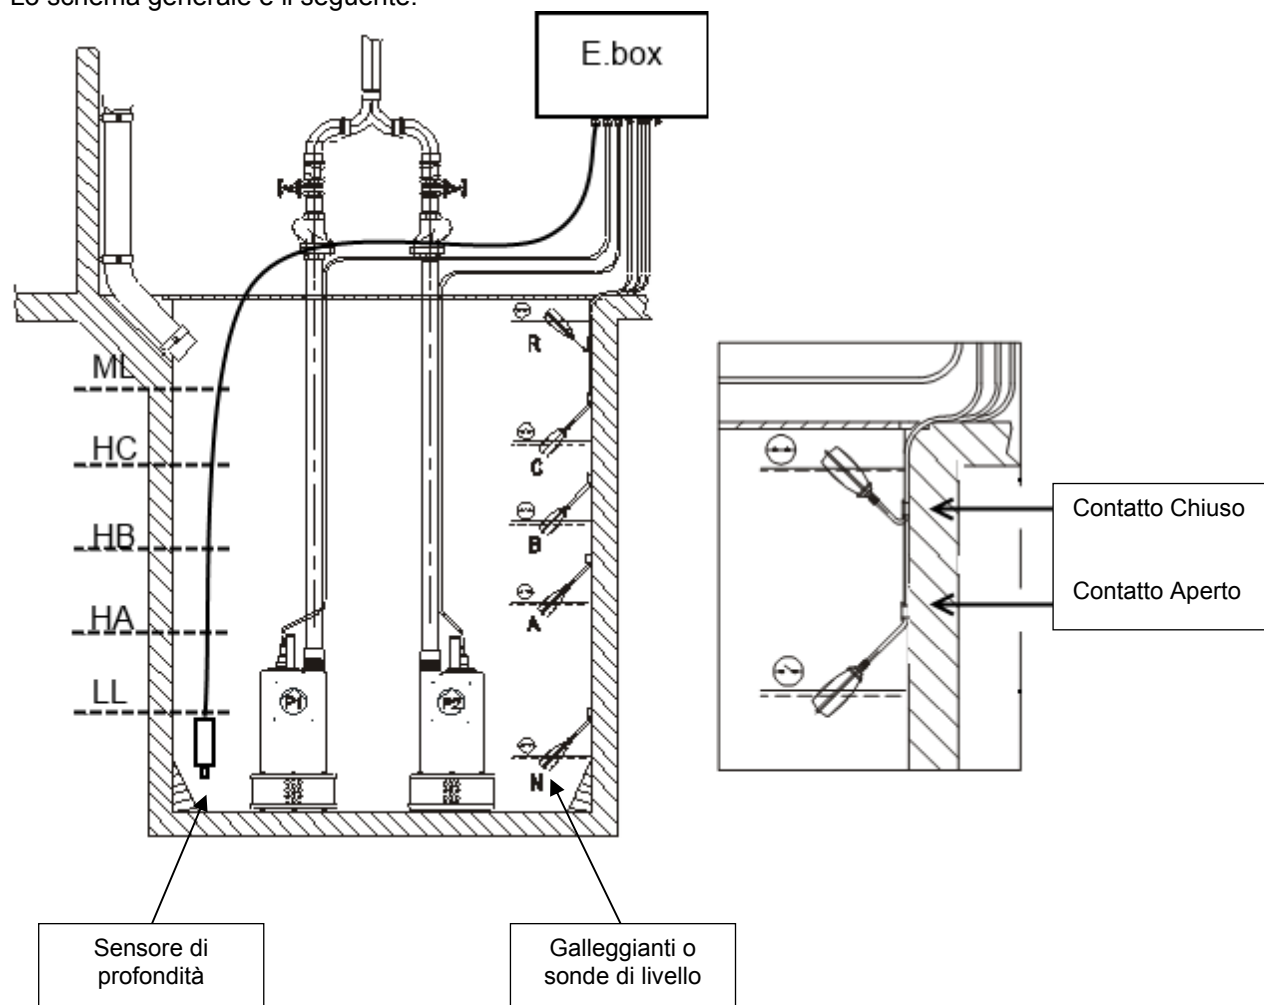 Lo schema generale è il seguente:
E.box
R
ML
HC
C
HB
B
HA
A
LL
P1
P2
N
Contatto Chiuso
Contatto Aperto
Sensore di
profondità
Galleggianti o
sonde di livello